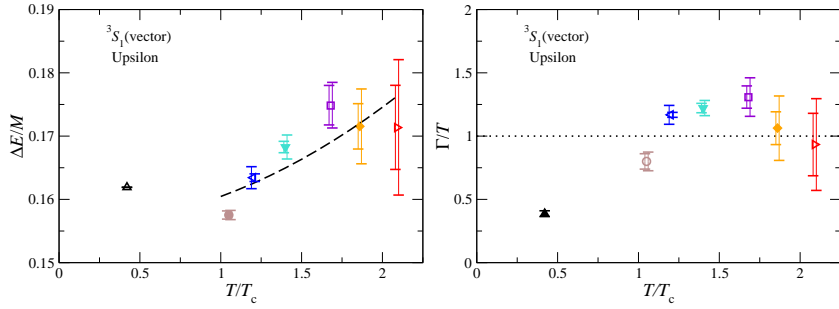 0.19
0.18
0.17
0.16
0.15
ΔE/M
³S₁(vector)
Upsilon
0
0.5
1
1.5
2
T/T_c
2
1.5
1
0.5
0
Γ/T
³S₁(vector)
Upsilon
0
0.5
1
1.5
2
T/T_c